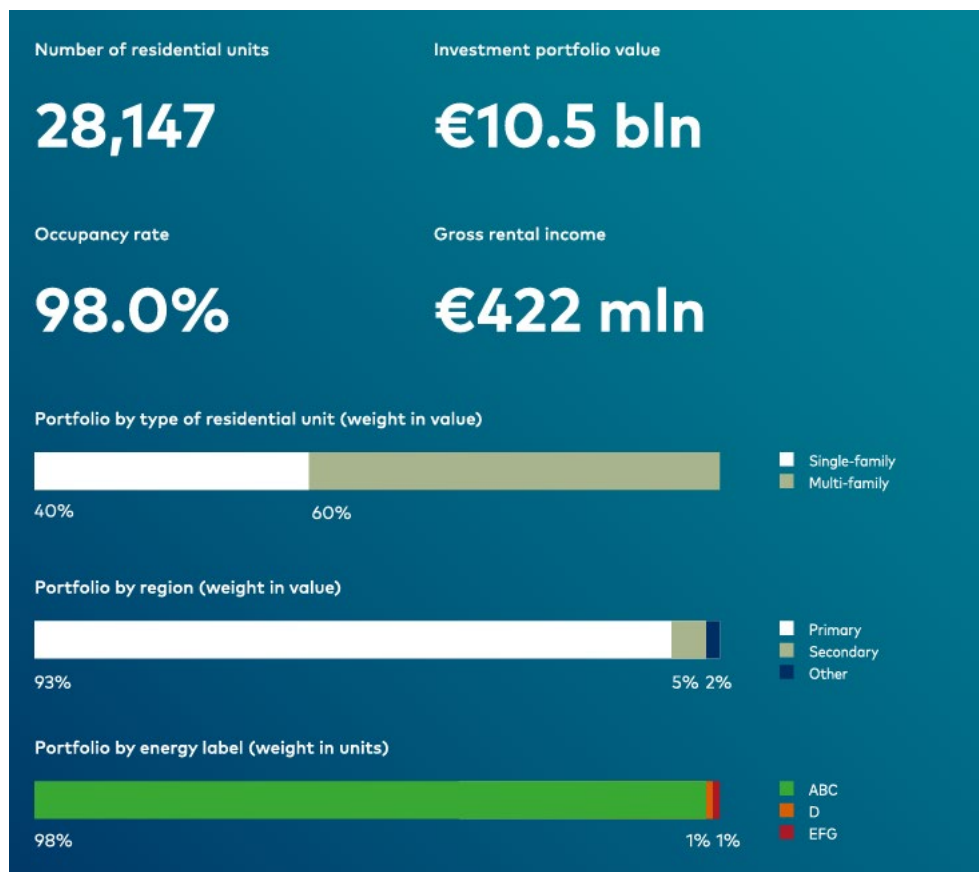 Number of residential units
Investment portfolio value
28,147
€10.5 bln
Occupancy rate
Gross rental income
98.0%
€422 mln
Portfolio by type of residential unit (weight in value)
Single-family
Multi-family
40%
60%
Portfolio by region (weight in value)
Primary
Secondary
Other
93%
5% 2%
Portfolio by energy label (weight in units)
ABC
D
EFG
98%
1% 1%